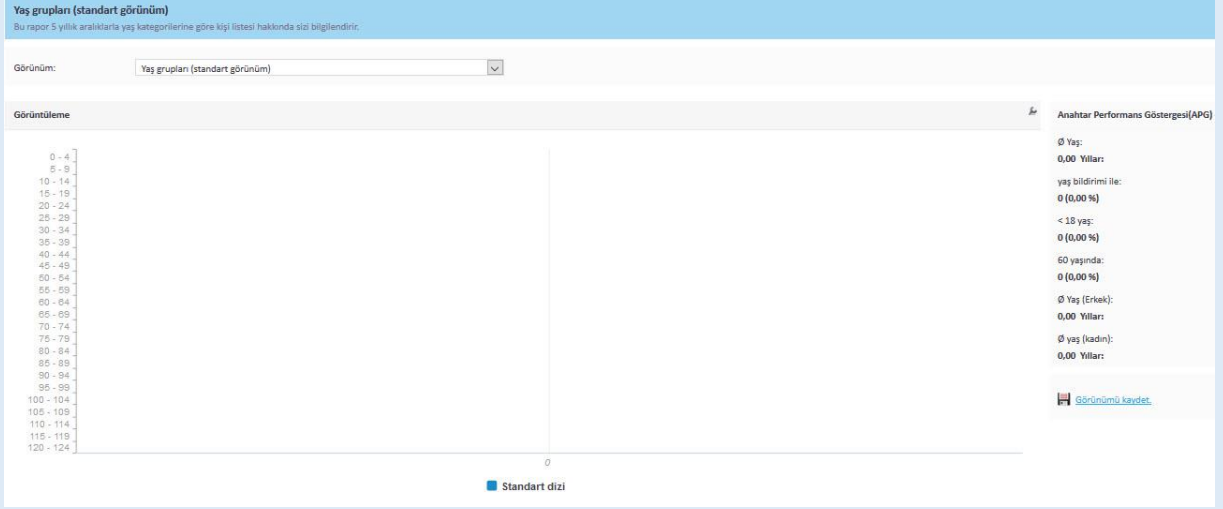 Yaş grupları (standart görünüm)
Bu rapor 5 yıllık aralıklarla yaş kategorilerine göre kişi listesi hakkında sizi bilgilendirir.
Görünüm:
Yaş grupları (standart görünüm)
Görüntüleme
0 - 4
5 - 9
10 - 14
15 - 19
20 - 24
25 - 29
30 - 34
35 - 39
40 - 44
45 - 49
50 - 54
55 - 59
60 - 64
65 - 69
70 - 74
75 - 79
80 - 84
85 - 89
90 - 94
95 - 99
100 - 104
105 - 109
110 - 114
115 - 119
120 - 124
0
Standart dizi
Anahtar Performans Göstergesi(APG)
Ø Yaş:
0,00 Yıllar:
yaş bildirimi ile:
0 (0,00 %)
< 18 yaş:
0 (0,00 %)
60 yaşında:
0 (0,00 %)
Ø Yaş (Erkek):
0,00 Yıllar:
Ø yaş (kadın):
0,00 Yıllar:
Görünümü kaydet.